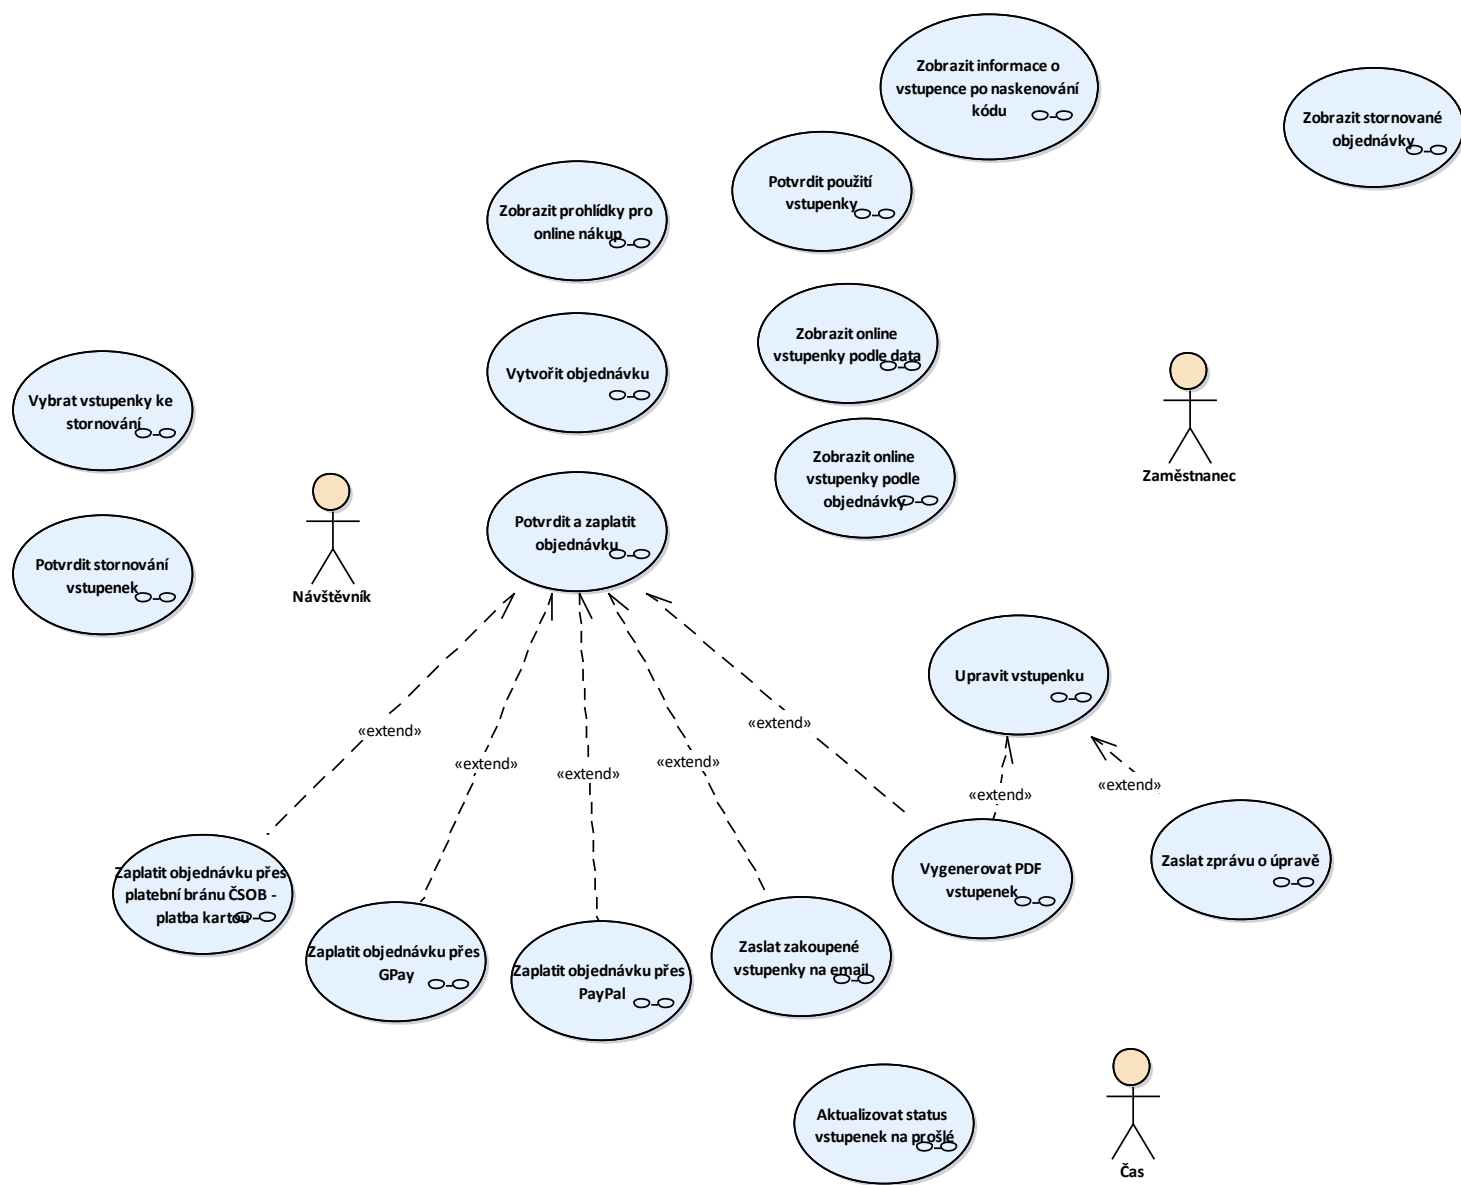 Zobrazit informace o
vstupence po naskenování
kódu
Zobrazit stornované
objednávky
Potvrdit použití
vstupenky
Zobrazit prohlídky pro
online nákup
Zobrazit online
vstupenky podle data
Vytvořit objednávku
Vybrat vstupenky ke
stornování
Zobrazit online
vstupenky podle
objednávky
Zaměstnanec
Potvrdit a zaplatit
objednávku
Potvrdit stornování
vstupenek
Návštěvník
Upravit vstupenku
«extend»
«extend»
«extend»
«extend»
«extend»
«extend»
«extend»
Zaplatit objednávku přes
platební bránu ČSOB -
platba kartou
Zaplatit objednávku přes
GPay
Zaplatit objednávku přes
PayPal
Zaslat zakoupené
vstupenky na email
Vygenerovat PDF
vstupenek
Zaslat zprávu o úpravě
Aktualizovat status
vstupenek na prošlé
Čas